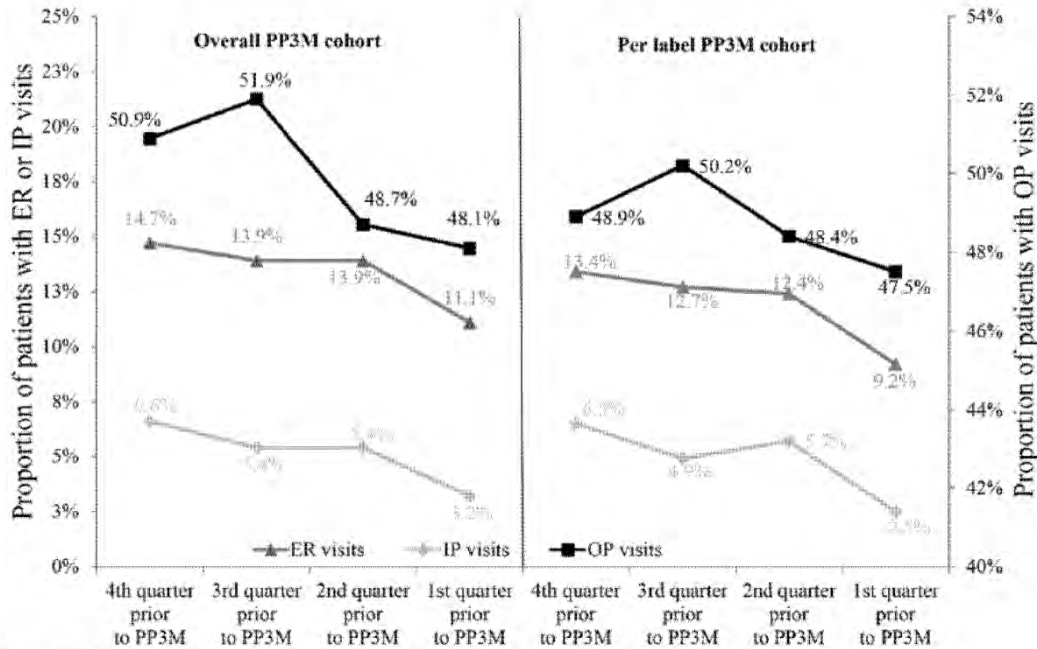 Overall PP3M cohort
Per label PP3M cohort
Proportion of patients with ER or IP visits
25%
23%
20%
18%
15%
13%
10%
8%
5%
3%
0%
50.9%
51.9%
48.7%
48.1%
14.7%
13.9%
13.9%
11.1%
48.9%
50.2%
48.4%
47.5%
13.4%
12.7%
12.4%
9.2%
4.9%
5.7%
3.2%
54%
52%
50%
48%
46%
44%
42%
40%
Proportion of patients with OP visits
ER visits
IP visits
OP visits
4th quarter
prior
to PP3M
3rd quarter
prior
to PP3M
2nd quarter
prior
to PP3M
1st quarter
prior
to PP3M
4th quarter
prior
to PP3M
3rd quarter
prior
to PP3M
2nd quarter
prior
to PP3M
1st quarter
prior
to PP3M